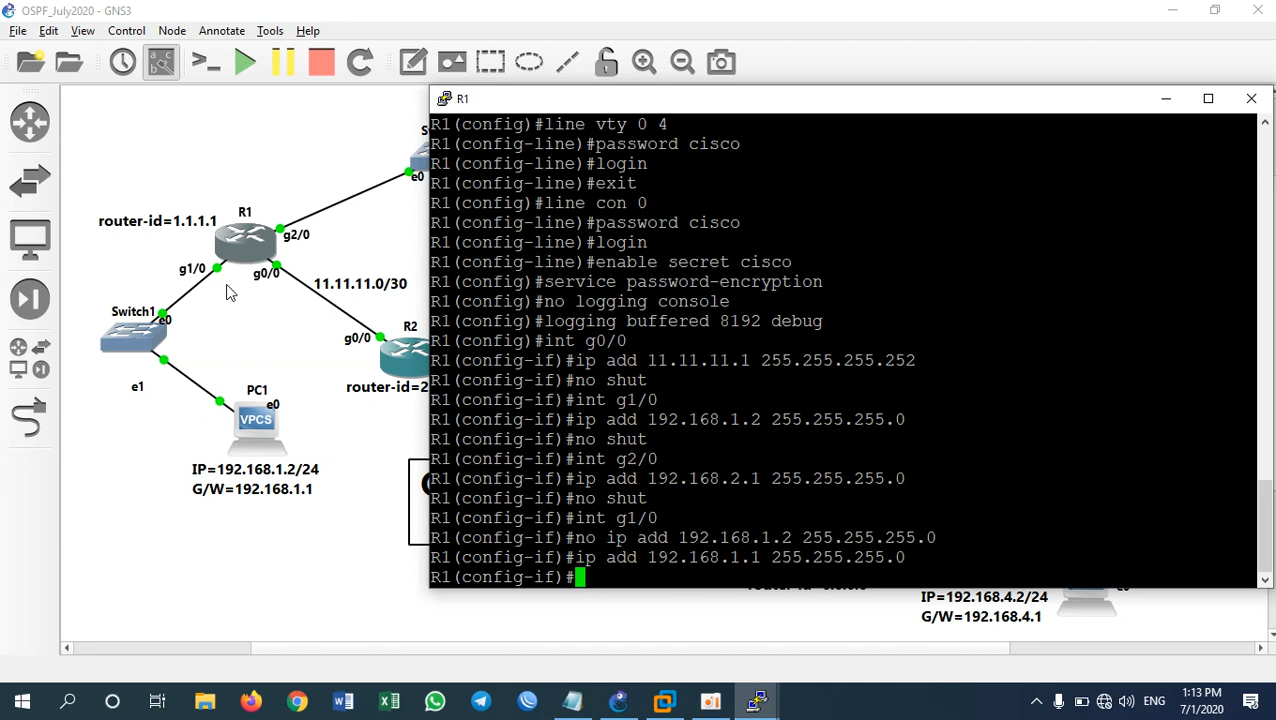 OSPF_July2020 - GNS3
File Edit View Control Node Annotate Tools Help
R1
R1(config)#line vty 0 4
R1(config-line)#password cisco
R1(config-line)#login
R1(config-line)#exit
R1(config)#line con 0
R1(config-line)#password cisco
R1(config-line)#login
R1(config-line)#enable secret cisco
R1(config)#service password-encryption
R1(config)#no logging console
R1(config)#logging buffered 8192 debug
R1(config)#int g0/0
R1(config-if)#ip add 11.11.11.1 255.255.255.252
R1(config-if)#no shut
R1(config-if)#int g1/0
R1(config-if)#ip add 192.168.1.2 255.255.255.0
R1(config-if)#no shut
R1(config-if)#int g2/0
R1(config-if)#ip add 192.168.2.1 255.255.255.0
R1(config-if)#no shut
R1(config-if)#int g1/0
R1(config-if)#no ip add 192.168.1.2 255.255.255.0
R1(config-if)#ip add 192.168.1.1 255.255.255.0
R1(config-if)#
e0
R1
router-id=1.1.1.1
g2/0
g1/0
g0/0
11.11.11.0/30
Switch1
e0
R2
g0/0
e1
router-id=2
PC1
e0
VPCS
IP=192.168.1.2/24
G/W=192.168.1.1
IP=192.168.4.2/24
G/W=192.168.4.1
ENG
1:13 PM
7/1/2020